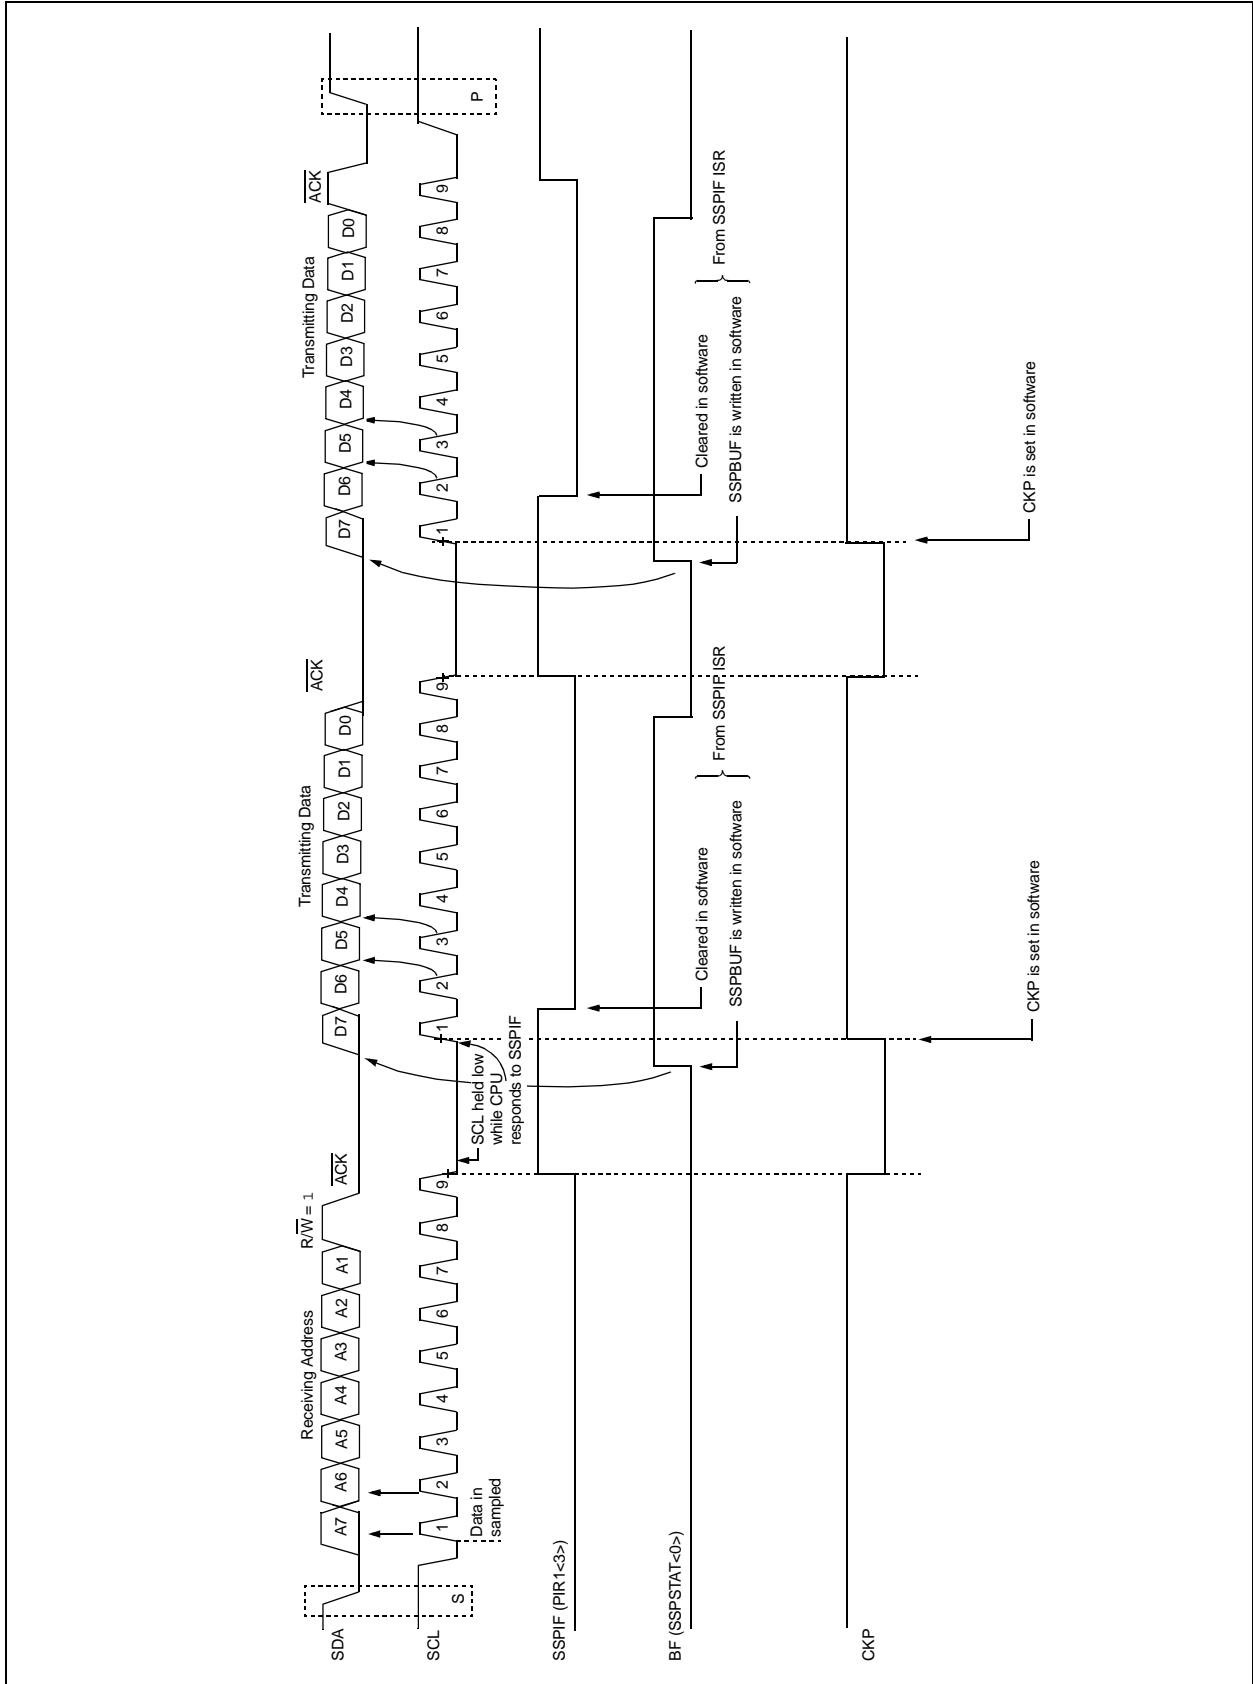 Receiving Address
R/W = 1
ACK
Transmitting Data
ACK
Transmitting Data
ACK
SDA
A7 A6 A5 A4 A3 A2 A1
D7 D6 D5 D4 D3 D2 D1 D0
D7 D6 D5 D4 D3 D2 D1 D0
SCL
1 2 3 4 5 6 7 8 9
1 2 3 4 5 6 7 8 9
1 2 3 4 5 6 7 8 9
S
P
Data in
sampled
SCL held low
while CPU
responds to SSPIF
SSPIF (PIR1<3>)
BF (SSPSTAT<0>)
Cleared in software
SSPBUF is written in software
From SSPIF ISR
Cleared in software
SSPBUF is written in software
From SSPIF ISR
CKP
CKP is set in software
CKP is set in software